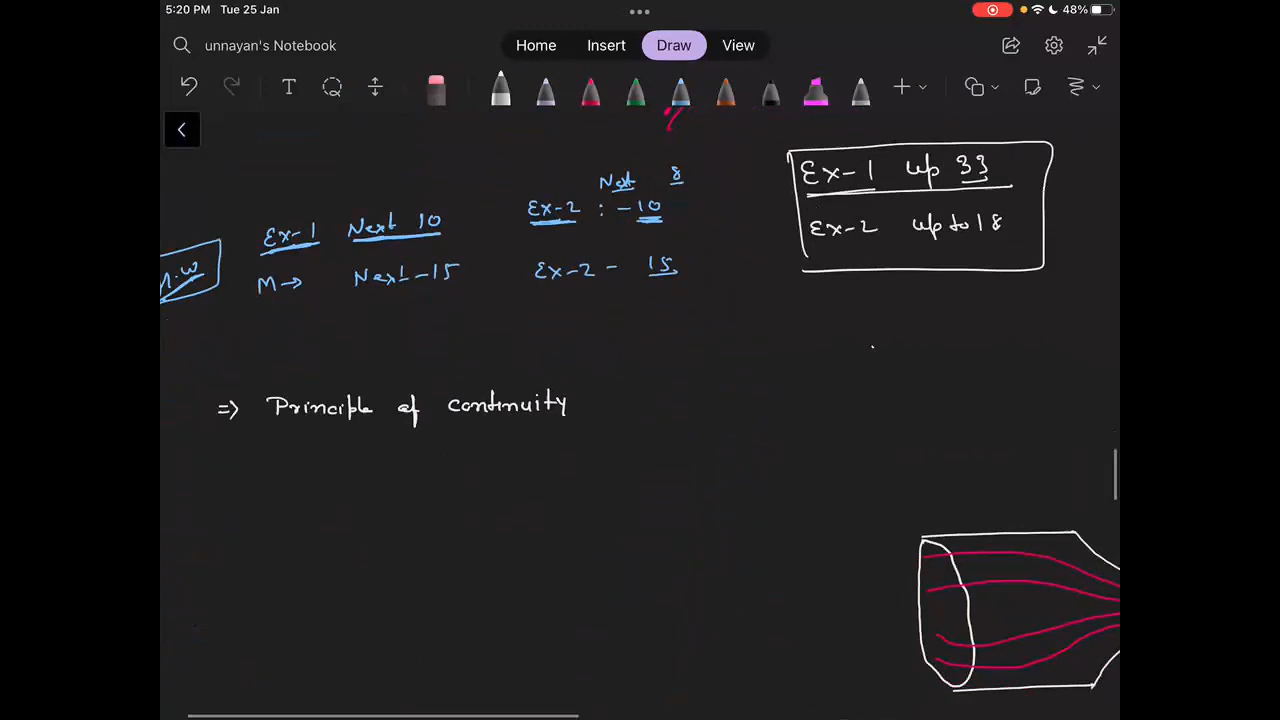 5:20 PM Tue 25 Jan
48%
unnayan's Notebook
Home Insert Draw View
Ex-1 up 33
Ex-2 up to 18
Next 8
Ex-2 : -10
Ex-1 Next 10
H.W
M→ Next -15 Ex-2 - 15
⇒ Principle of continuity